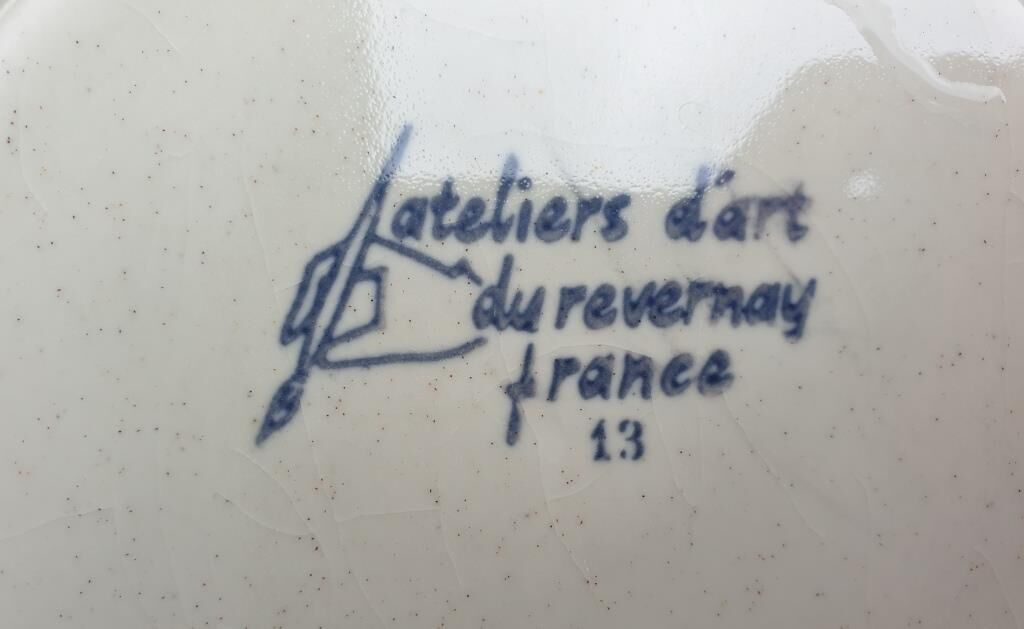 ateliers d'art
du revernay
france
13